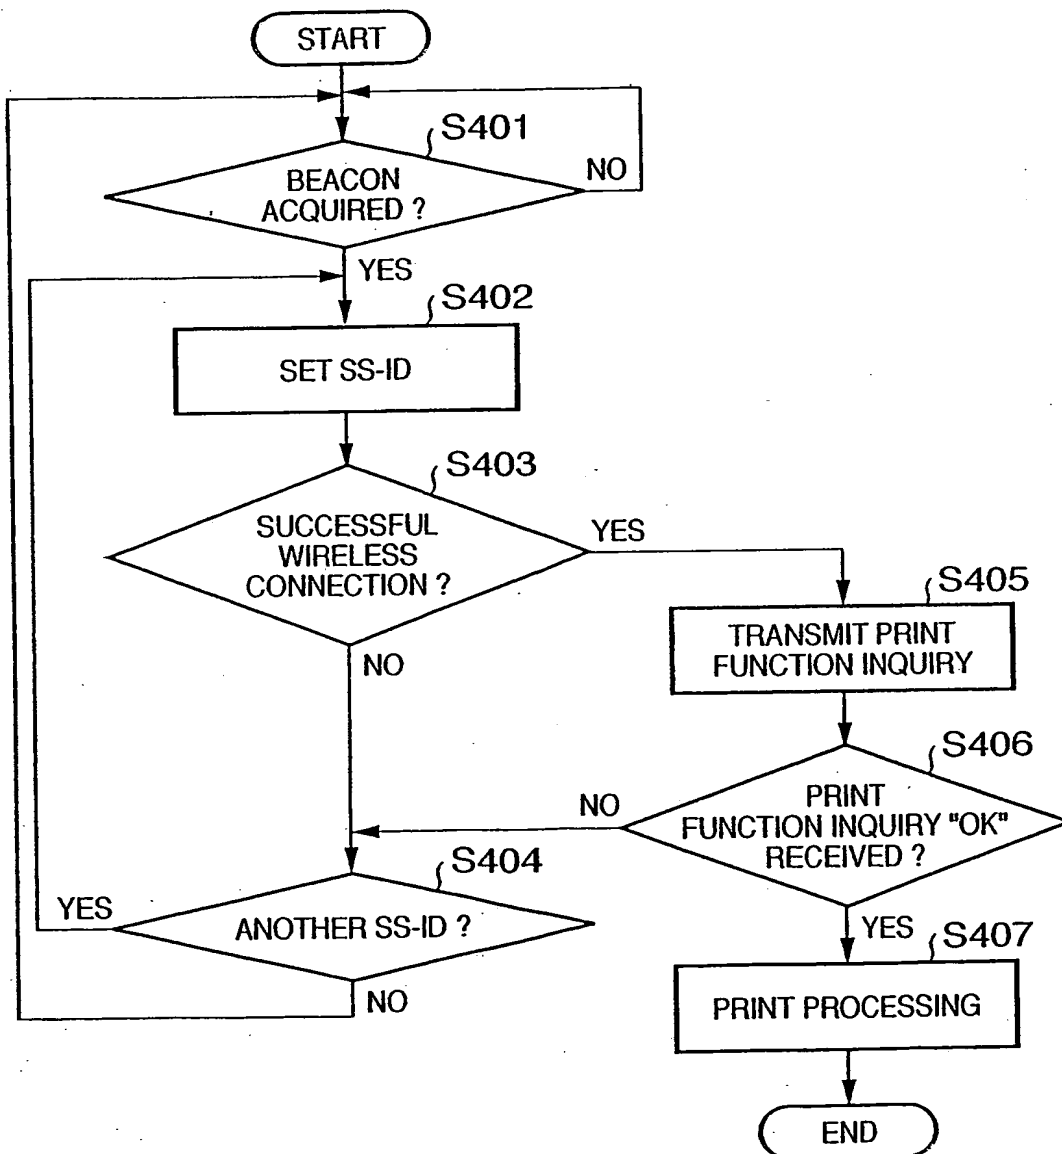 START
S401
BEACON
ACQUIRED ?
NO
YES
S402
SET SS-ID
S403
SUCCESSFUL
WIRELESS
CONNECTION ?
YES
NO
S405
TRANSMIT PRINT
FUNCTION INQUIRY
S406
PRINT
FUNCTION INQUIRY "OK"
RECEIVED ?
NO
YES
S404
ANOTHER SS-ID ?
YES
NO
S407
PRINT PROCESSING
END